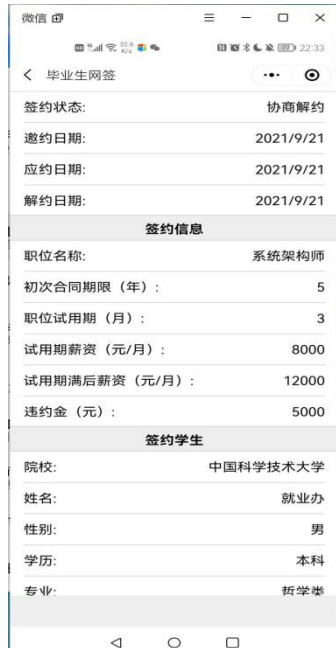 微信
HD 5G 32.6 K/s 22:33
毕业生网签
签约状态: 协商解约
邀约日期: 2021/9/21
应约日期: 2021/9/21
解约日期: 2021/9/21
签约信息
职位名称: 系统架构师
初次合同期限（年）: 5
职位试用期（月）: 3
试用期薪资（元/月）: 8000
试用期满后薪资（元/月）: 12000
违约金（元）: 5000
签约学生
院校: 中国科学技术大学
姓名: 就业办
性别: 男
学历: 本科
专业: 哲学类